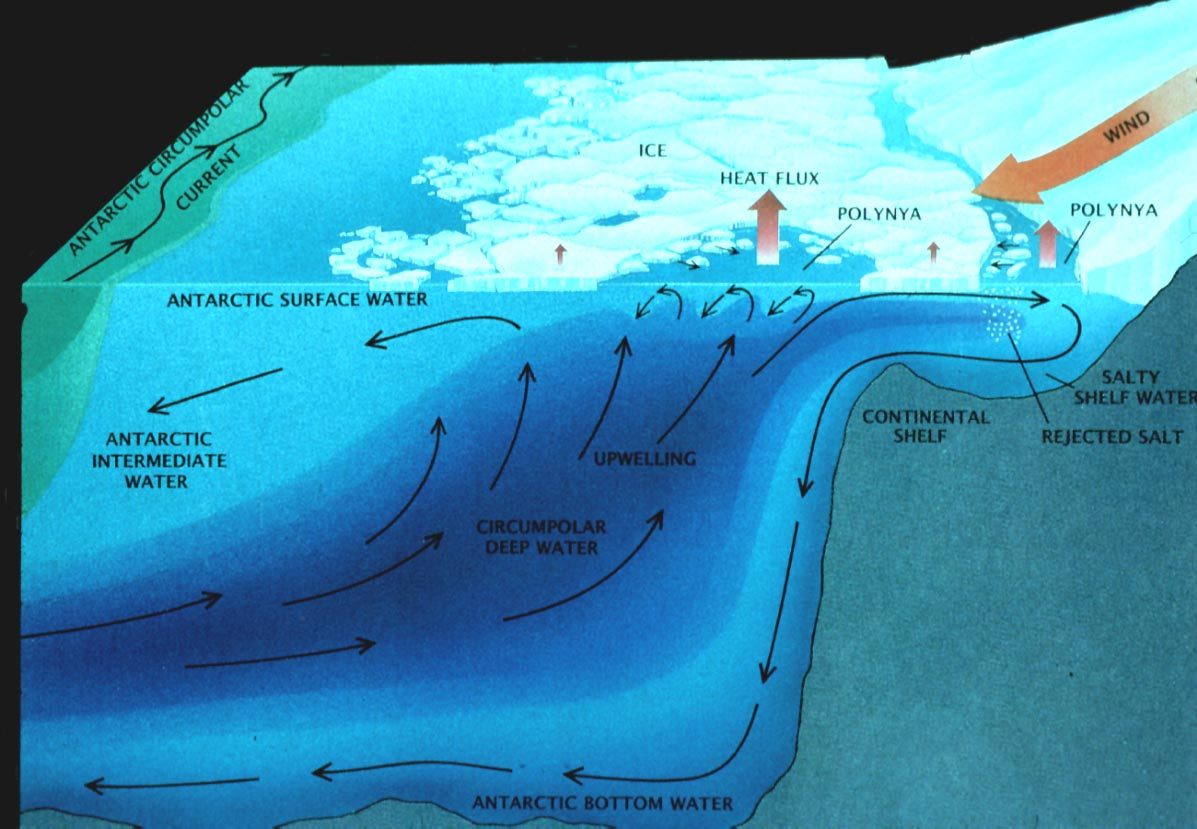 ANTARCTIC CIRCUMPOLAR
CURRENT
ICE
HEAT FLUX
WIND
POLYNYA
POLYNYA
ANTARCTIC SURFACE WATER
ANTARCTIC
INTERMEDIATE
WATER
UPWELLING
CIRCUMPOLAR
DEEP WATER
CONTINENTAL
SHELF
SALTY
SHELF WATER
REJECTED SALT
ANTARCTIC BOTTOM WATER